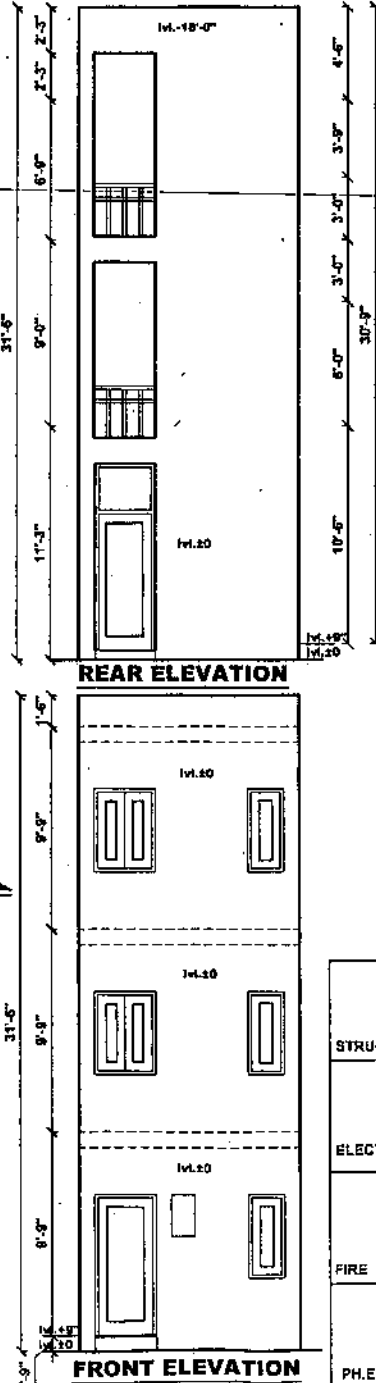 lvl.-18'-0"
2'-3"
2'-3"
6'-9"
9'-0"
11'-3"
31'-6"
4'-6"
3'-9"
3'-0"
3'-0"
6'-0"
10'-6"
30'-9"
lvl.±0
lvl.+9"
lvl.±0
REAR ELEVATION
1'-6"
9'-9"
9'-9"
9'-9"
31'-6"
lvl.±0
lvl.±0
lvl.±0
lvl.+9"
lvl.±0
FRONT ELEVATION
STRU
ELECT
FIRE
PH.E